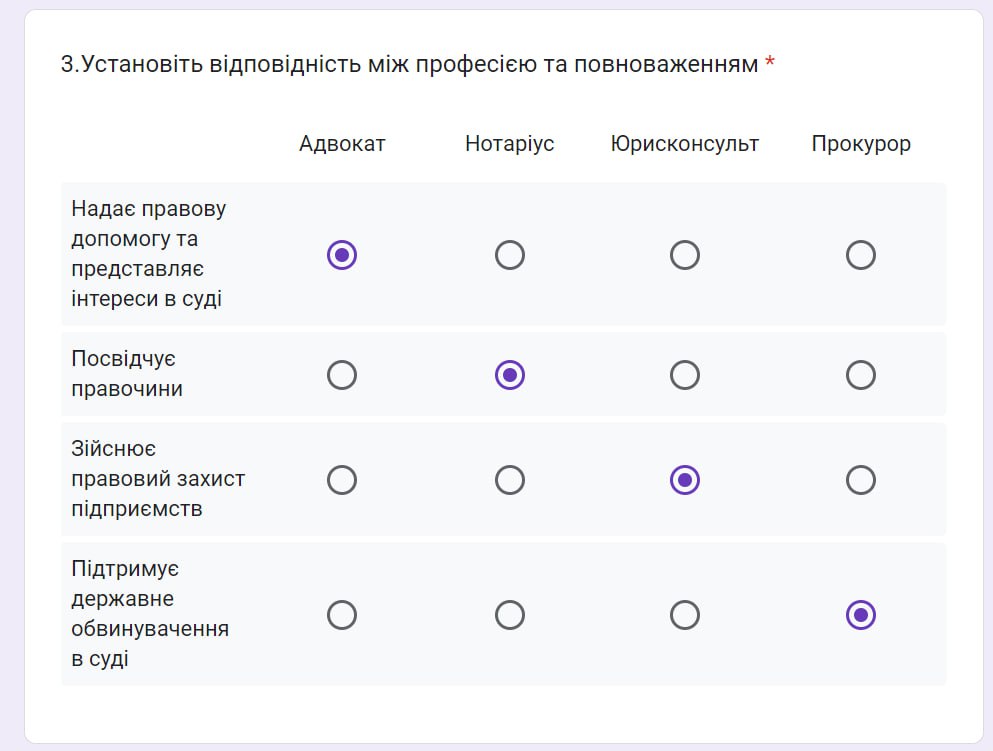 3.Установіть відповідність між професією та повноваженням *
Адвокат Нотаріус Юрисконсульт Прокурор
Надає правову
допомогу та
представляє
інтереси в суді
Посвідчує
правочини
Зійснює
правовий захист
підприємств
Підтримує
державне
обвинувачення
в суді